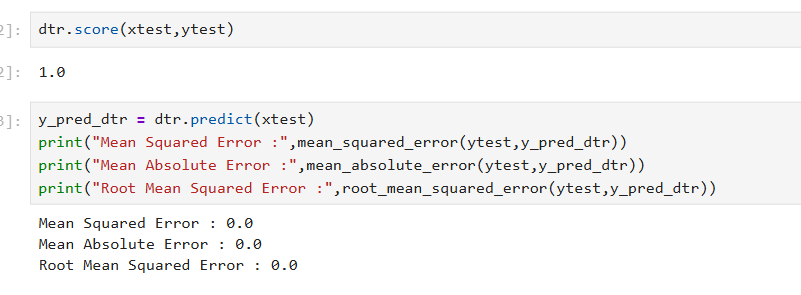 2]: dtr.score(xtest,ytest)
2]: 1.0
3]: y_pred_dtr = dtr.predict(xtest)
print("Mean Squared Error :",mean_squared_error(ytest,y_pred_dtr))
print("Mean Absolute Error :",mean_absolute_error(ytest,y_pred_dtr))
print("Root Mean Squared Error :",root_mean_squared_error(ytest,y_pred_dtr))
Mean Squared Error : 0.0
Mean Absolute Error : 0.0
Root Mean Squared Error : 0.0